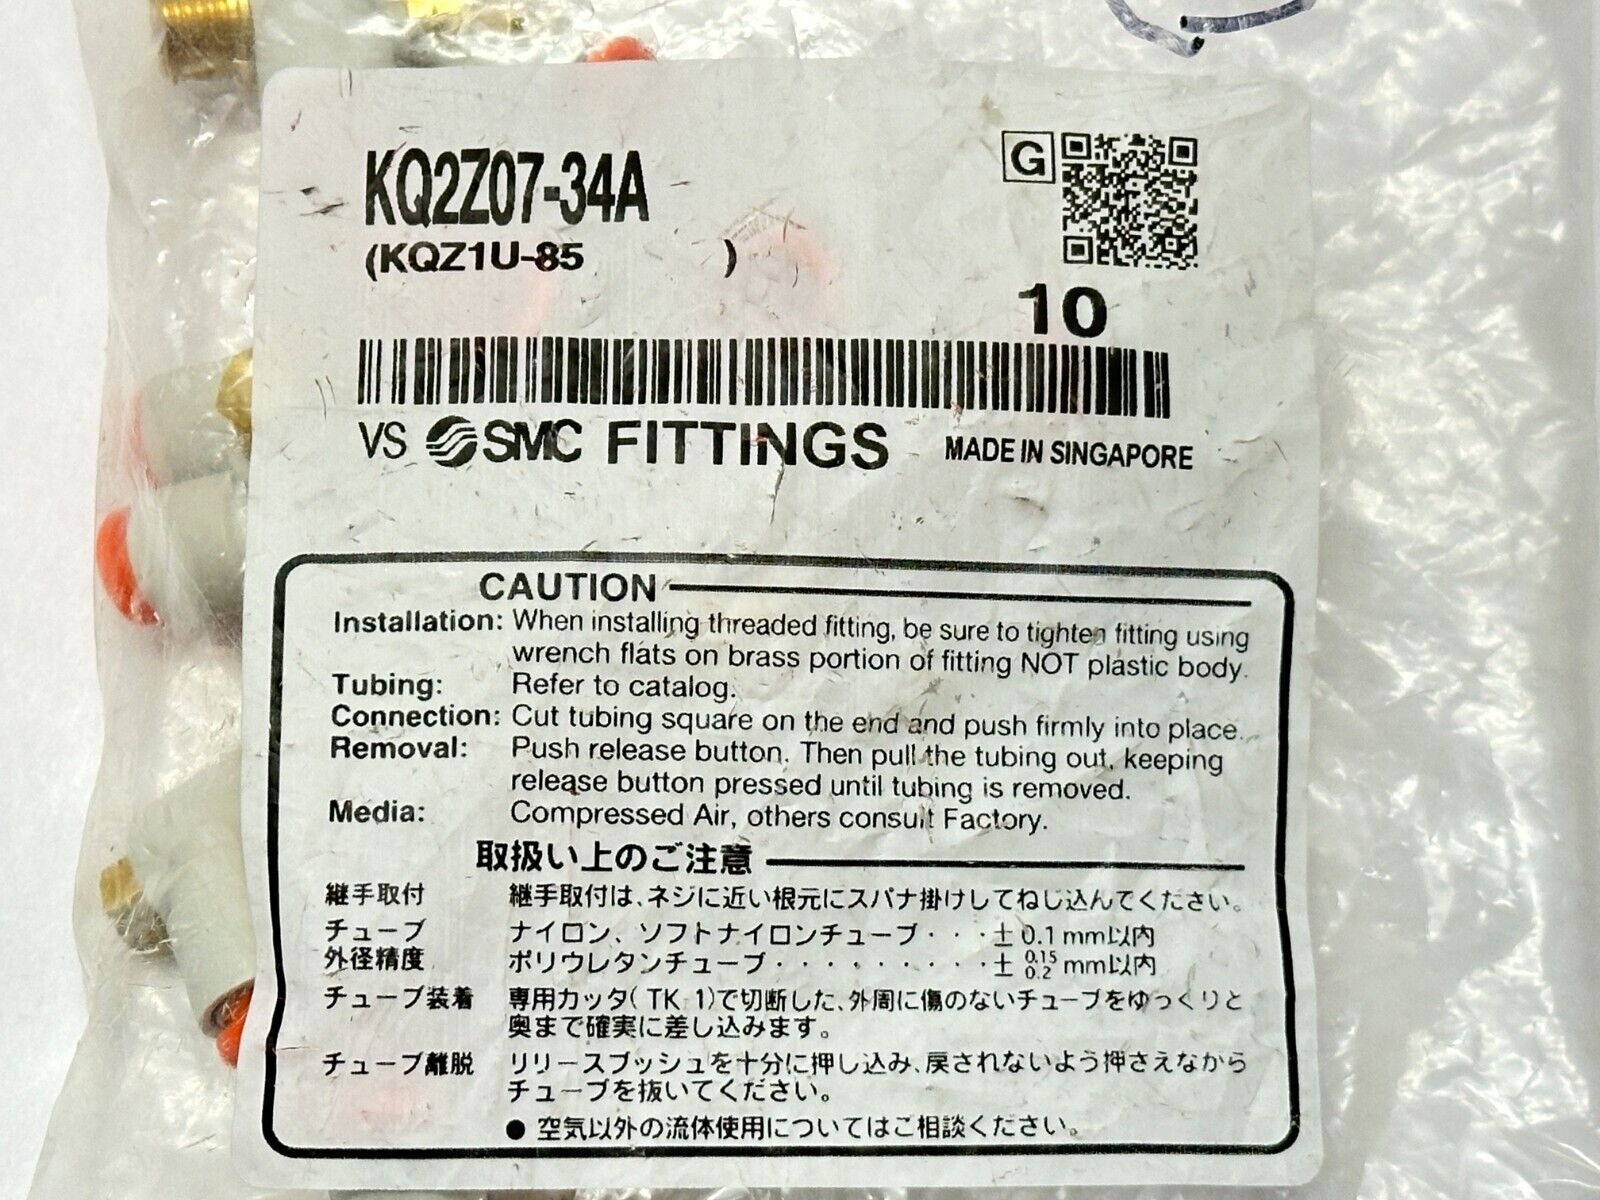 KQ2Z07-34A
G
(KQZ1U-85 )
10
VS SMC FITTINGS MADE IN SINGAPORE
CAUTION
Installation: When installing threaded fitting, be sure to tighten fitting using
wrench flats on brass portion of fitting NOT plastic body.
Tubing: Refer to catalog.
Connection: Cut tubing square on the end and push firmly into place.
Removal: Push release button. Then pull the tubing out, keeping
release button pressed until tubing is removed.
Media: Compressed Air, others consult Factory.
取扱い上のご注意
継手取付 継手取付は、ネジに近い根元にスパナ掛けしてねじ込んでください。
チューブ ナイロン、ソフトナイロンチューブ・・・± 0.1 mm以内
外径精度 ポリウレタンチューブ・・・・・・・・・・± 0.15 0.2 mm以内
チューブ装着 専用カッタ( TK-1)で切断した、外周に傷のないチューブをゆっくりと
奥まで確実に差し込みます。
チューブ離脱 リリースブッシュを十分に押し込み、戻されないよう押さえながら
チューブを抜いてください。
● 空気以外の流体使用についてはご相談ください。